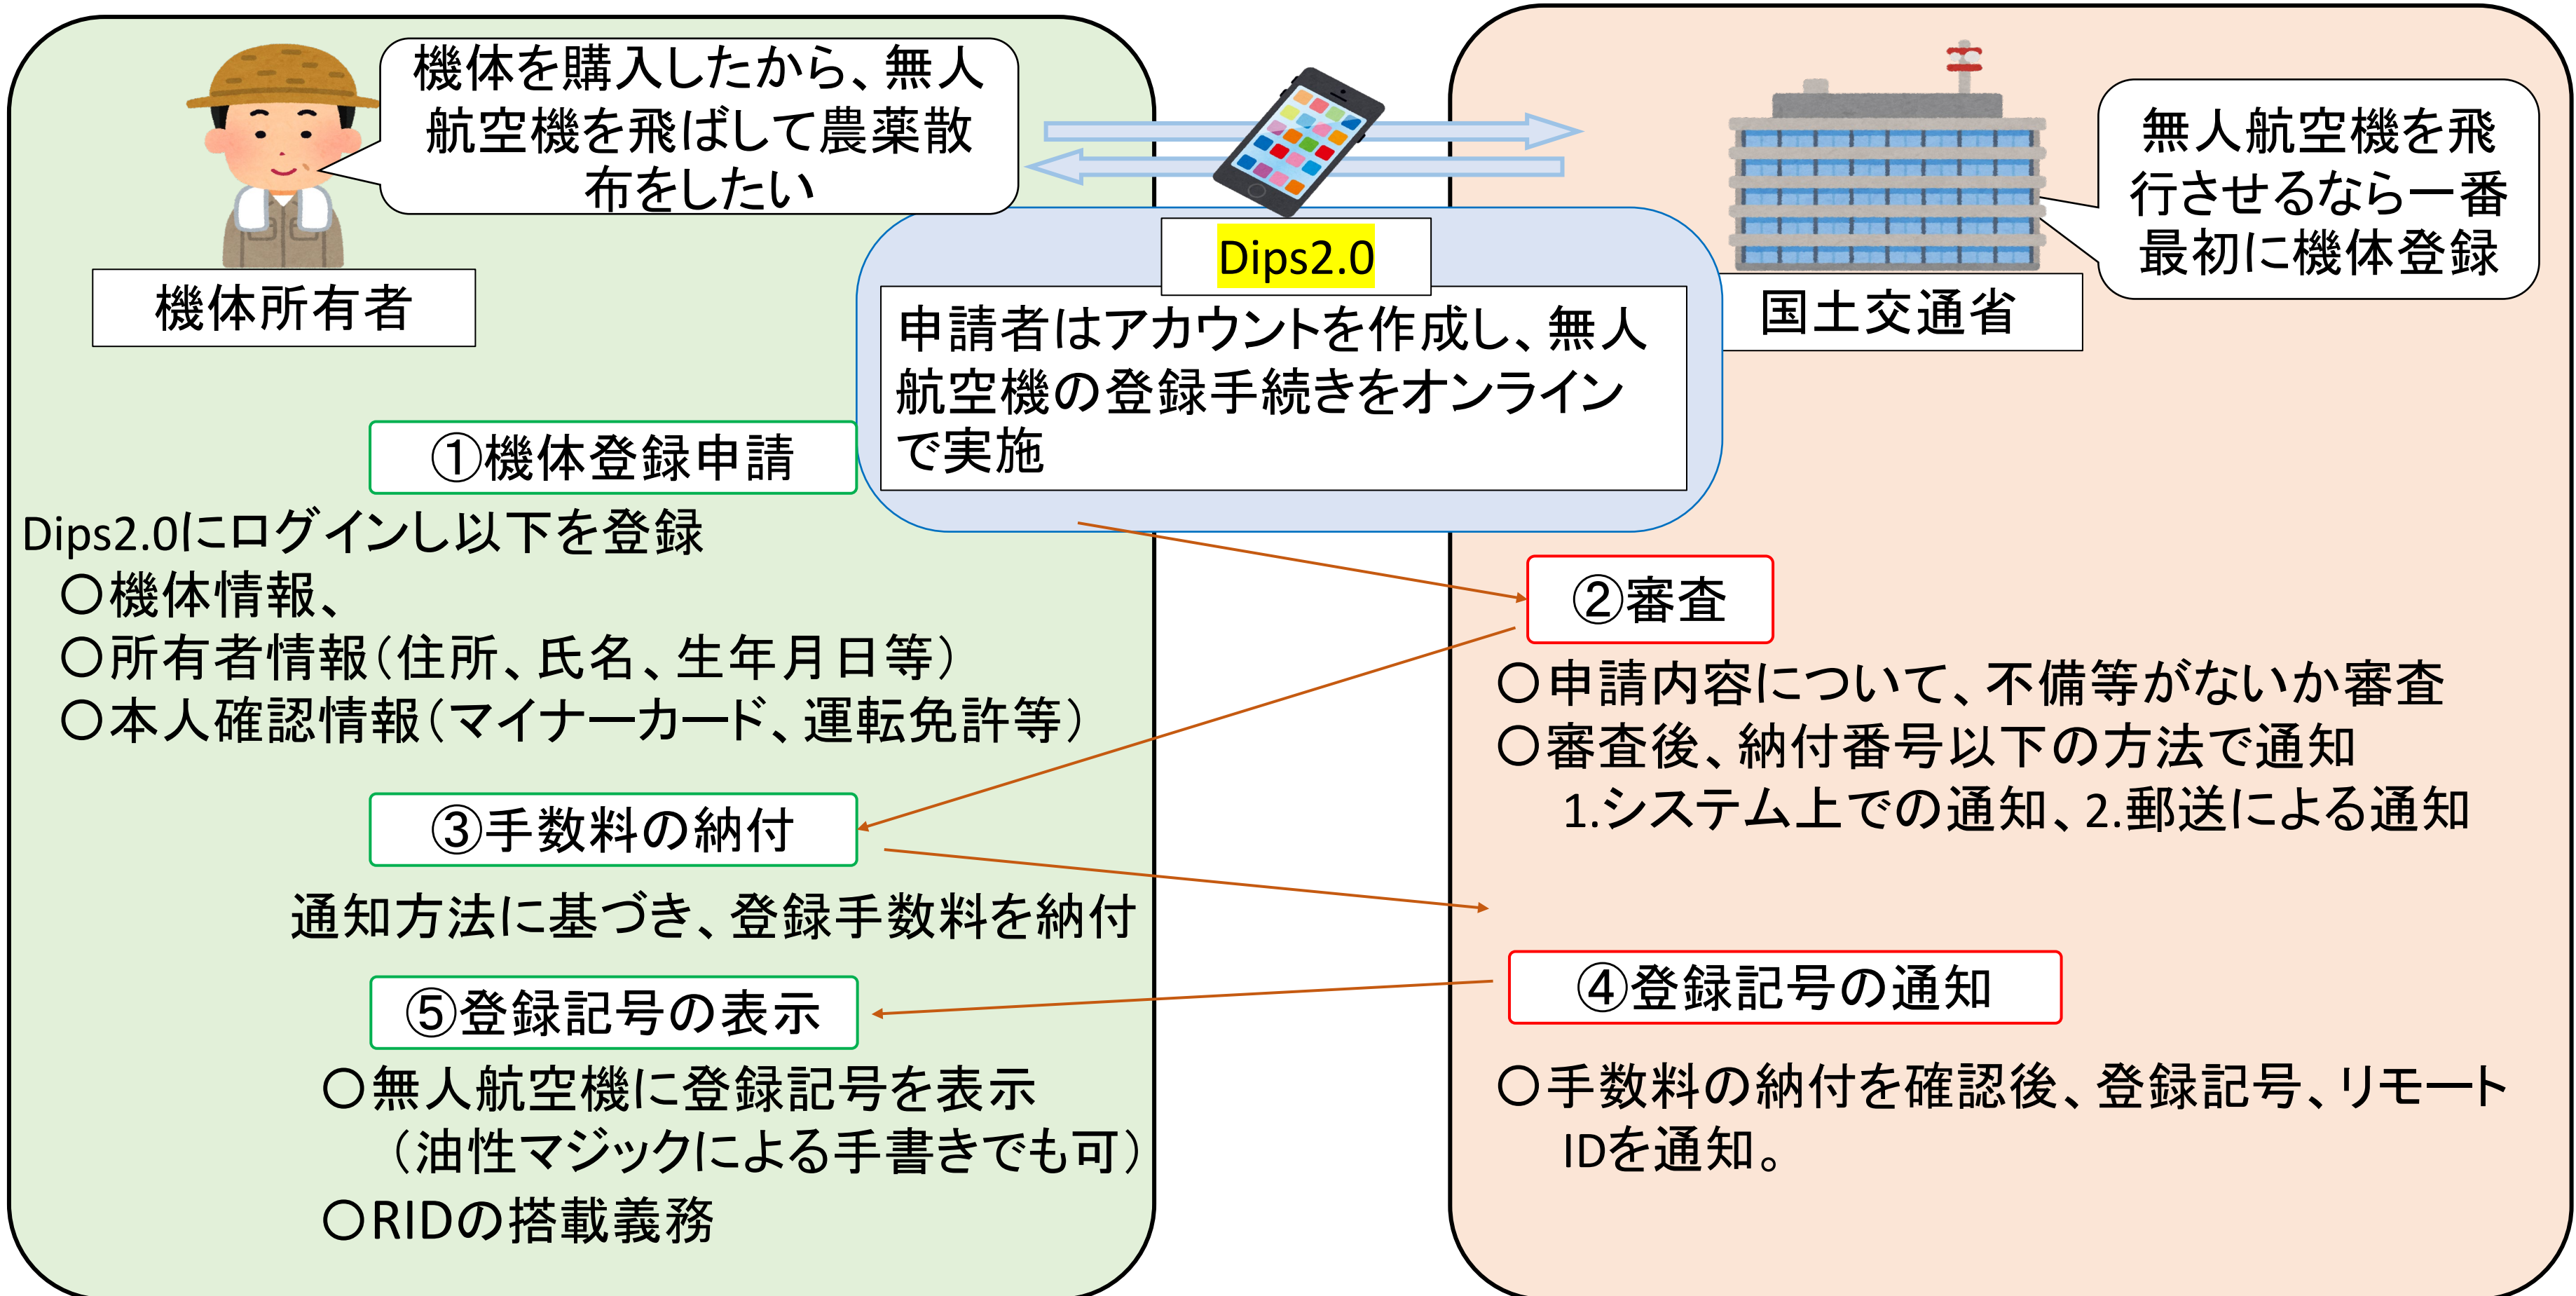 機体を購入したから、無人
航空機を飛ばして農薬散
布をしたい
機体所有者
Dips2.0
申請者はアカウントを作成し、無人
航空機の登録手続きをオンライン
で実施
無人航空機を飛
行させるなら一番
最初に機体登録
国土交通省
①機体登録申請
Dips2.0にログインし以下を登録
〇機体情報、
〇所有者情報（住所、氏名、生年月日等）
〇本人確認情報（マイナーカード、運転免許等）
②審査
〇申請内容について、不備等がないか審査
〇審査後、納付番号以下の方法で通知
1.システム上での通知、2.郵送による通知
③手数料の納付
通知方法に基づき、登録手数料を納付
④登録記号の通知
〇手数料の納付を確認後、登録記号、リモート
IDを通知。
⑤登録記号の表示
〇無人航空機に登録記号を表示
（油性マジックによる手書きでも可）
〇RIDの搭載義務